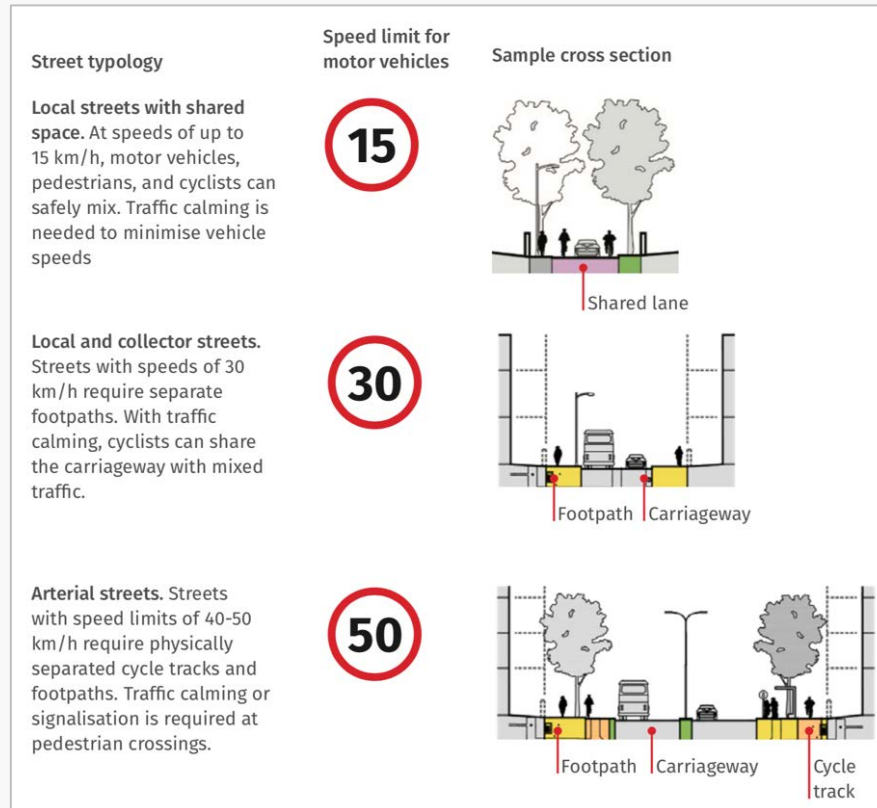 Street typology
Speed limit for
motor vehicles
Sample cross section
Local streets with shared
space. At speeds of up to
15 km/h, motor vehicles,
pedestrians, and cyclists can
safely mix. Traffic calming is
needed to minimise vehicle
speeds
15
Shared lane
Local and collector streets.
Streets with speeds of 30
km/h require separate
footpaths. With traffic
calming, cyclists can share
the carriageway with mixed
traffic.
30
Footpath
Carriageway
Arterial streets. Streets
with speed limits of 40-50
km/h require physically
separated cycle tracks and
footpaths. Traffic calming or
signalisation is required at
pedestrian crossings.
50
Footpath
Carriageway
Cycle
track